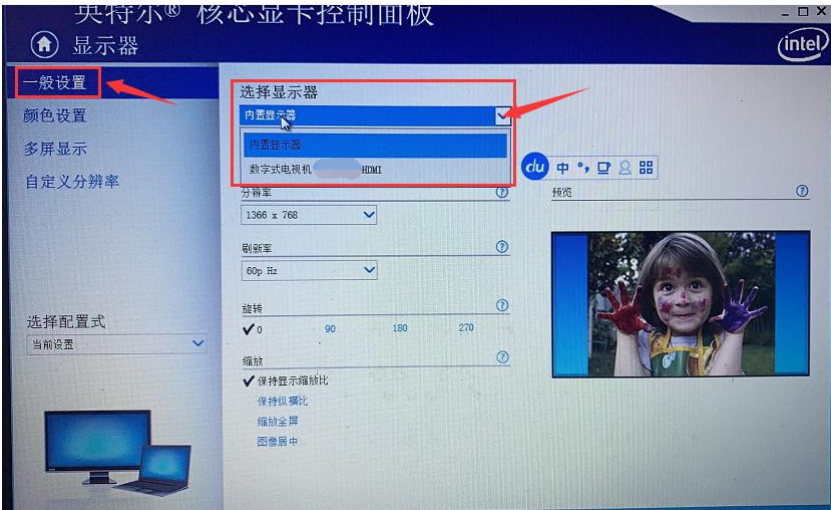 英特尔® 核心显卡控制面板
显示器
intel
一般设置
颜色设置
多屏显示
自定义分辨率
选择配置式
当前设置
选择显示器
内置显示器
内置显示器
数字式电视机 HDMI
分辨率
1366 x 768
刷新率
60p Hz
旋转
0 90 180 270
缩放
保持显示缩放比
保持纵横比
缩放全屏
图像居中
du 中
预览